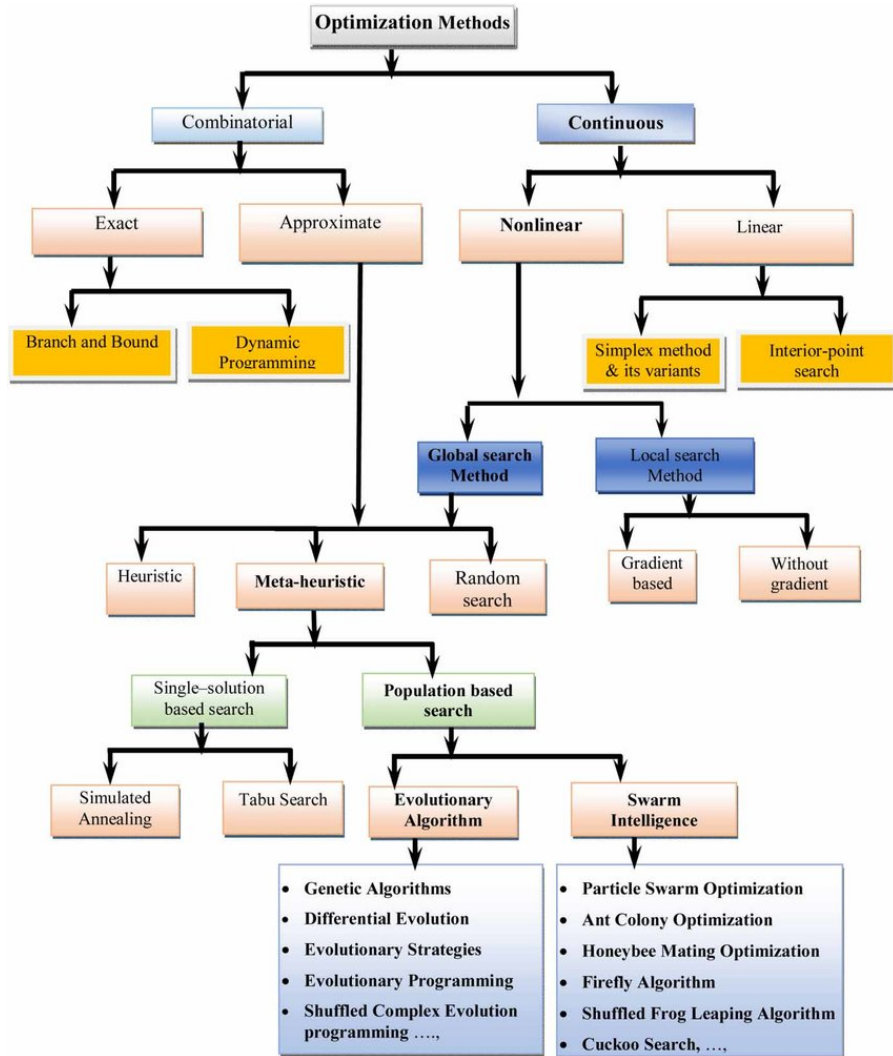 Optimization Methods
Combinatorial
Continuous
Exact
Approximate
Nonlinear
Linear
Branch and Bound
Dynamic
Programming
Simplex method
& its variants
Interior-point
search
Global search
Method
Local search
Method
Heuristic
Meta-heuristic
Random
search
Gradient
based
Without
gradient
Single–solution
based search
Population based
search
Simulated
Annealing
Tabu Search
Evolutionary
Algorithm
Swarm
Intelligence
• Genetic Algorithms
• Differential Evolution
• Evolutionary Strategies
• Evolutionary Programming
• Shuffled Complex Evolution
programming ….,
• Particle Swarm Optimization
• Ant Colony Optimization
• Honeybee Mating Optimization
• Firefly Algorithm
• Shuffled Frog Leaping Algorithm
• Cuckoo Search, …,